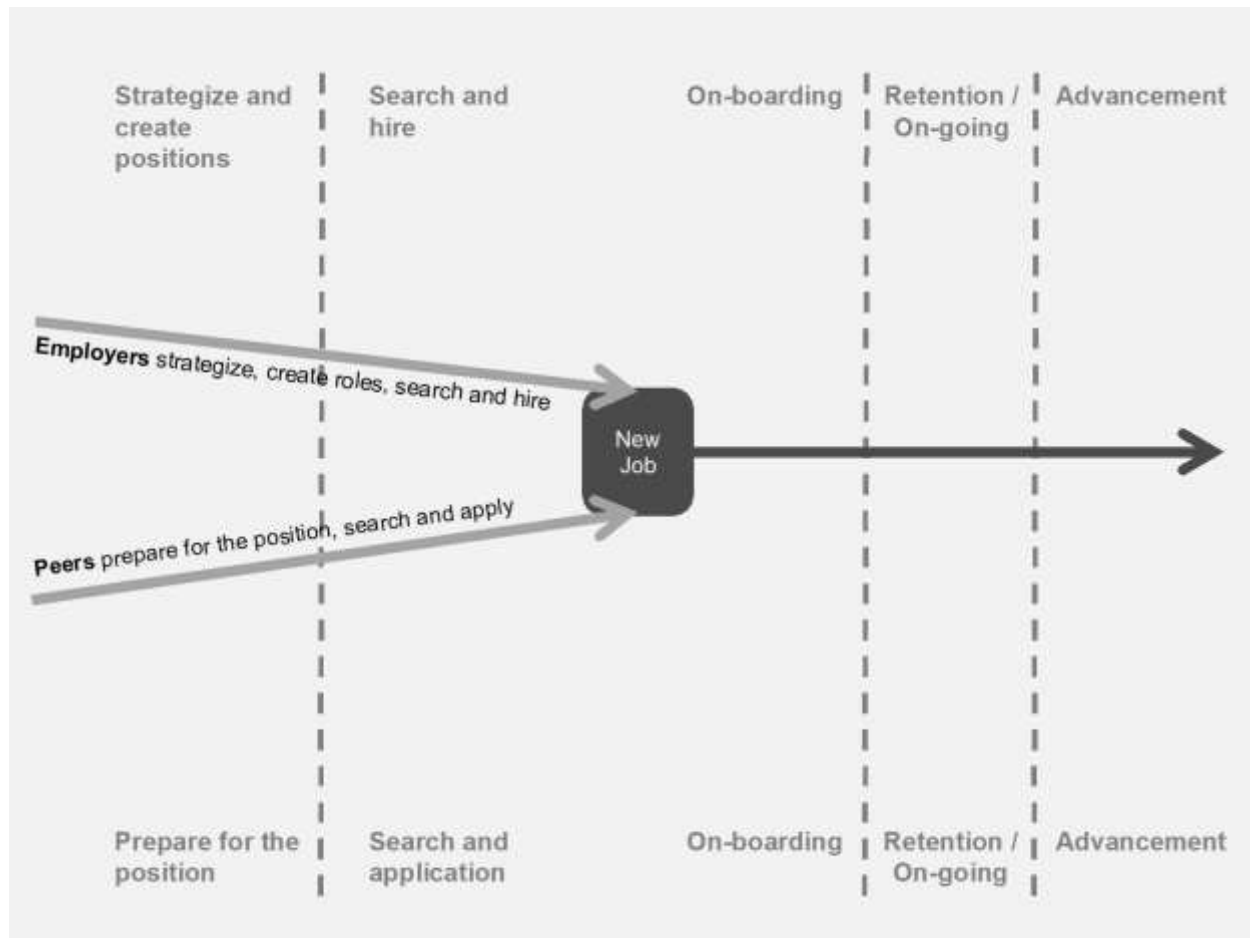 Strategize and
create
positions
Search and
hire
On-boarding
Retention /
On-going
Advancement
Employers strategize, create roles, search and hire
New
Job
Peers prepare for the position, search and apply
Prepare for the
position
Search and
application
On-boarding
Retention /
On-going
Advancement